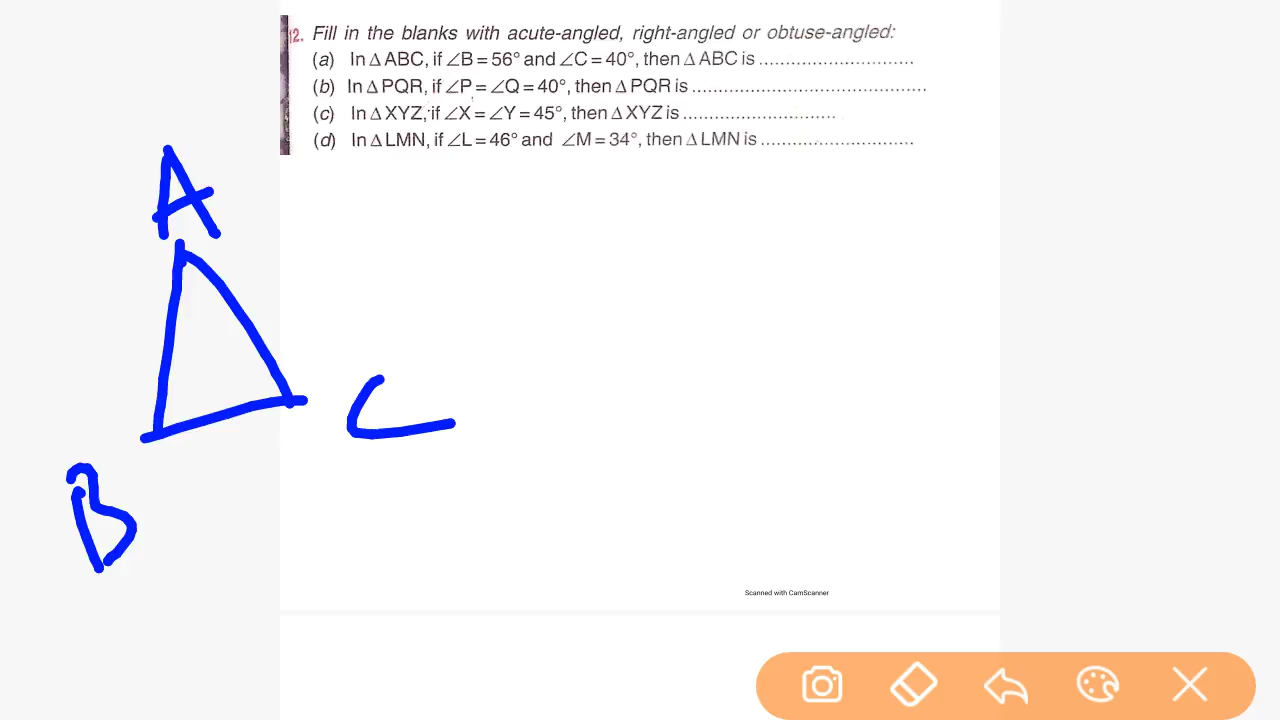 12. Fill in the blanks with acute-angled, right-angled or obtuse-angled:
(a) In Δ ABC, if ∠B = 56° and ∠C = 40°, then Δ ABC is ............................
(b) In Δ PQR, if ∠P = ∠Q = 40°, then Δ PQR is ..........................................
(c) In Δ XYZ, if ∠X = ∠Y = 45°, then Δ XYZ is ............................
(d) In Δ LMN, if ∠L = 46° and ∠M = 34°, then Δ LMN is ............................
A
C
B
Scanned with CamScanner